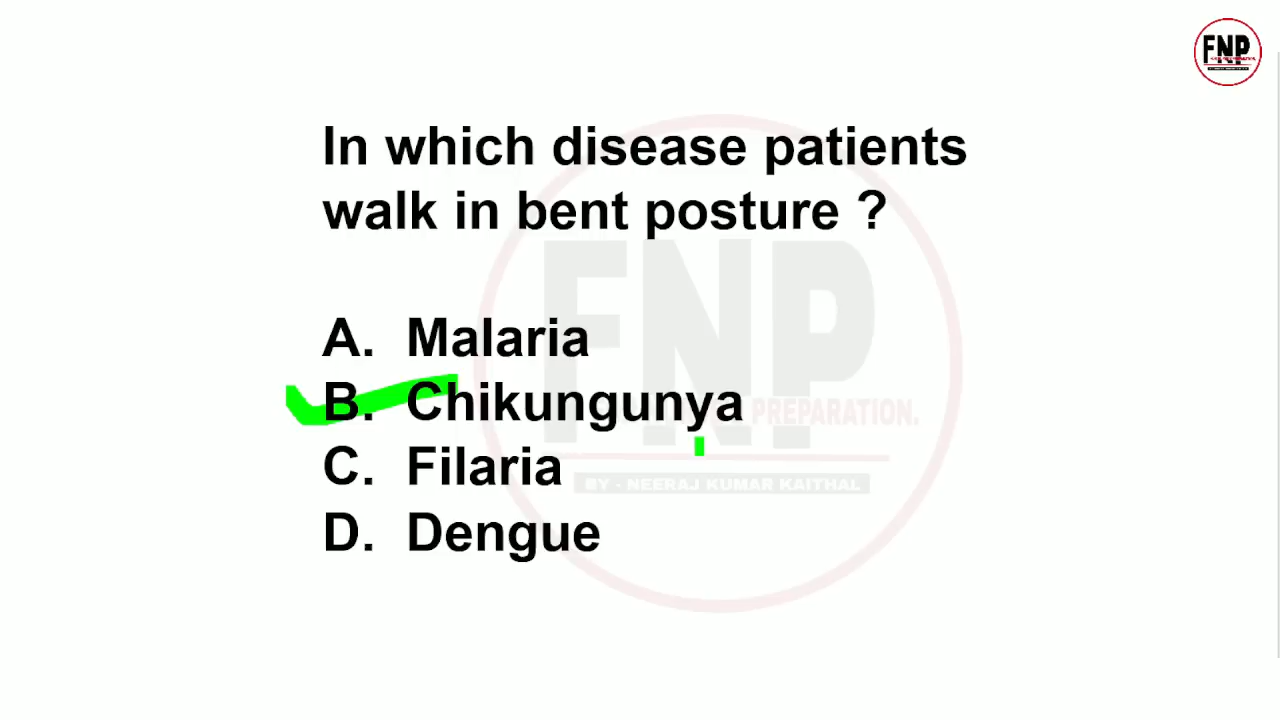 FNP
In which disease patients
walk in bent posture ?
A. Malaria
B. Chikungunya
PREPARATION.
C. Filaria
BY - NEERAJ KUMAR KAITHAL
D. Dengue